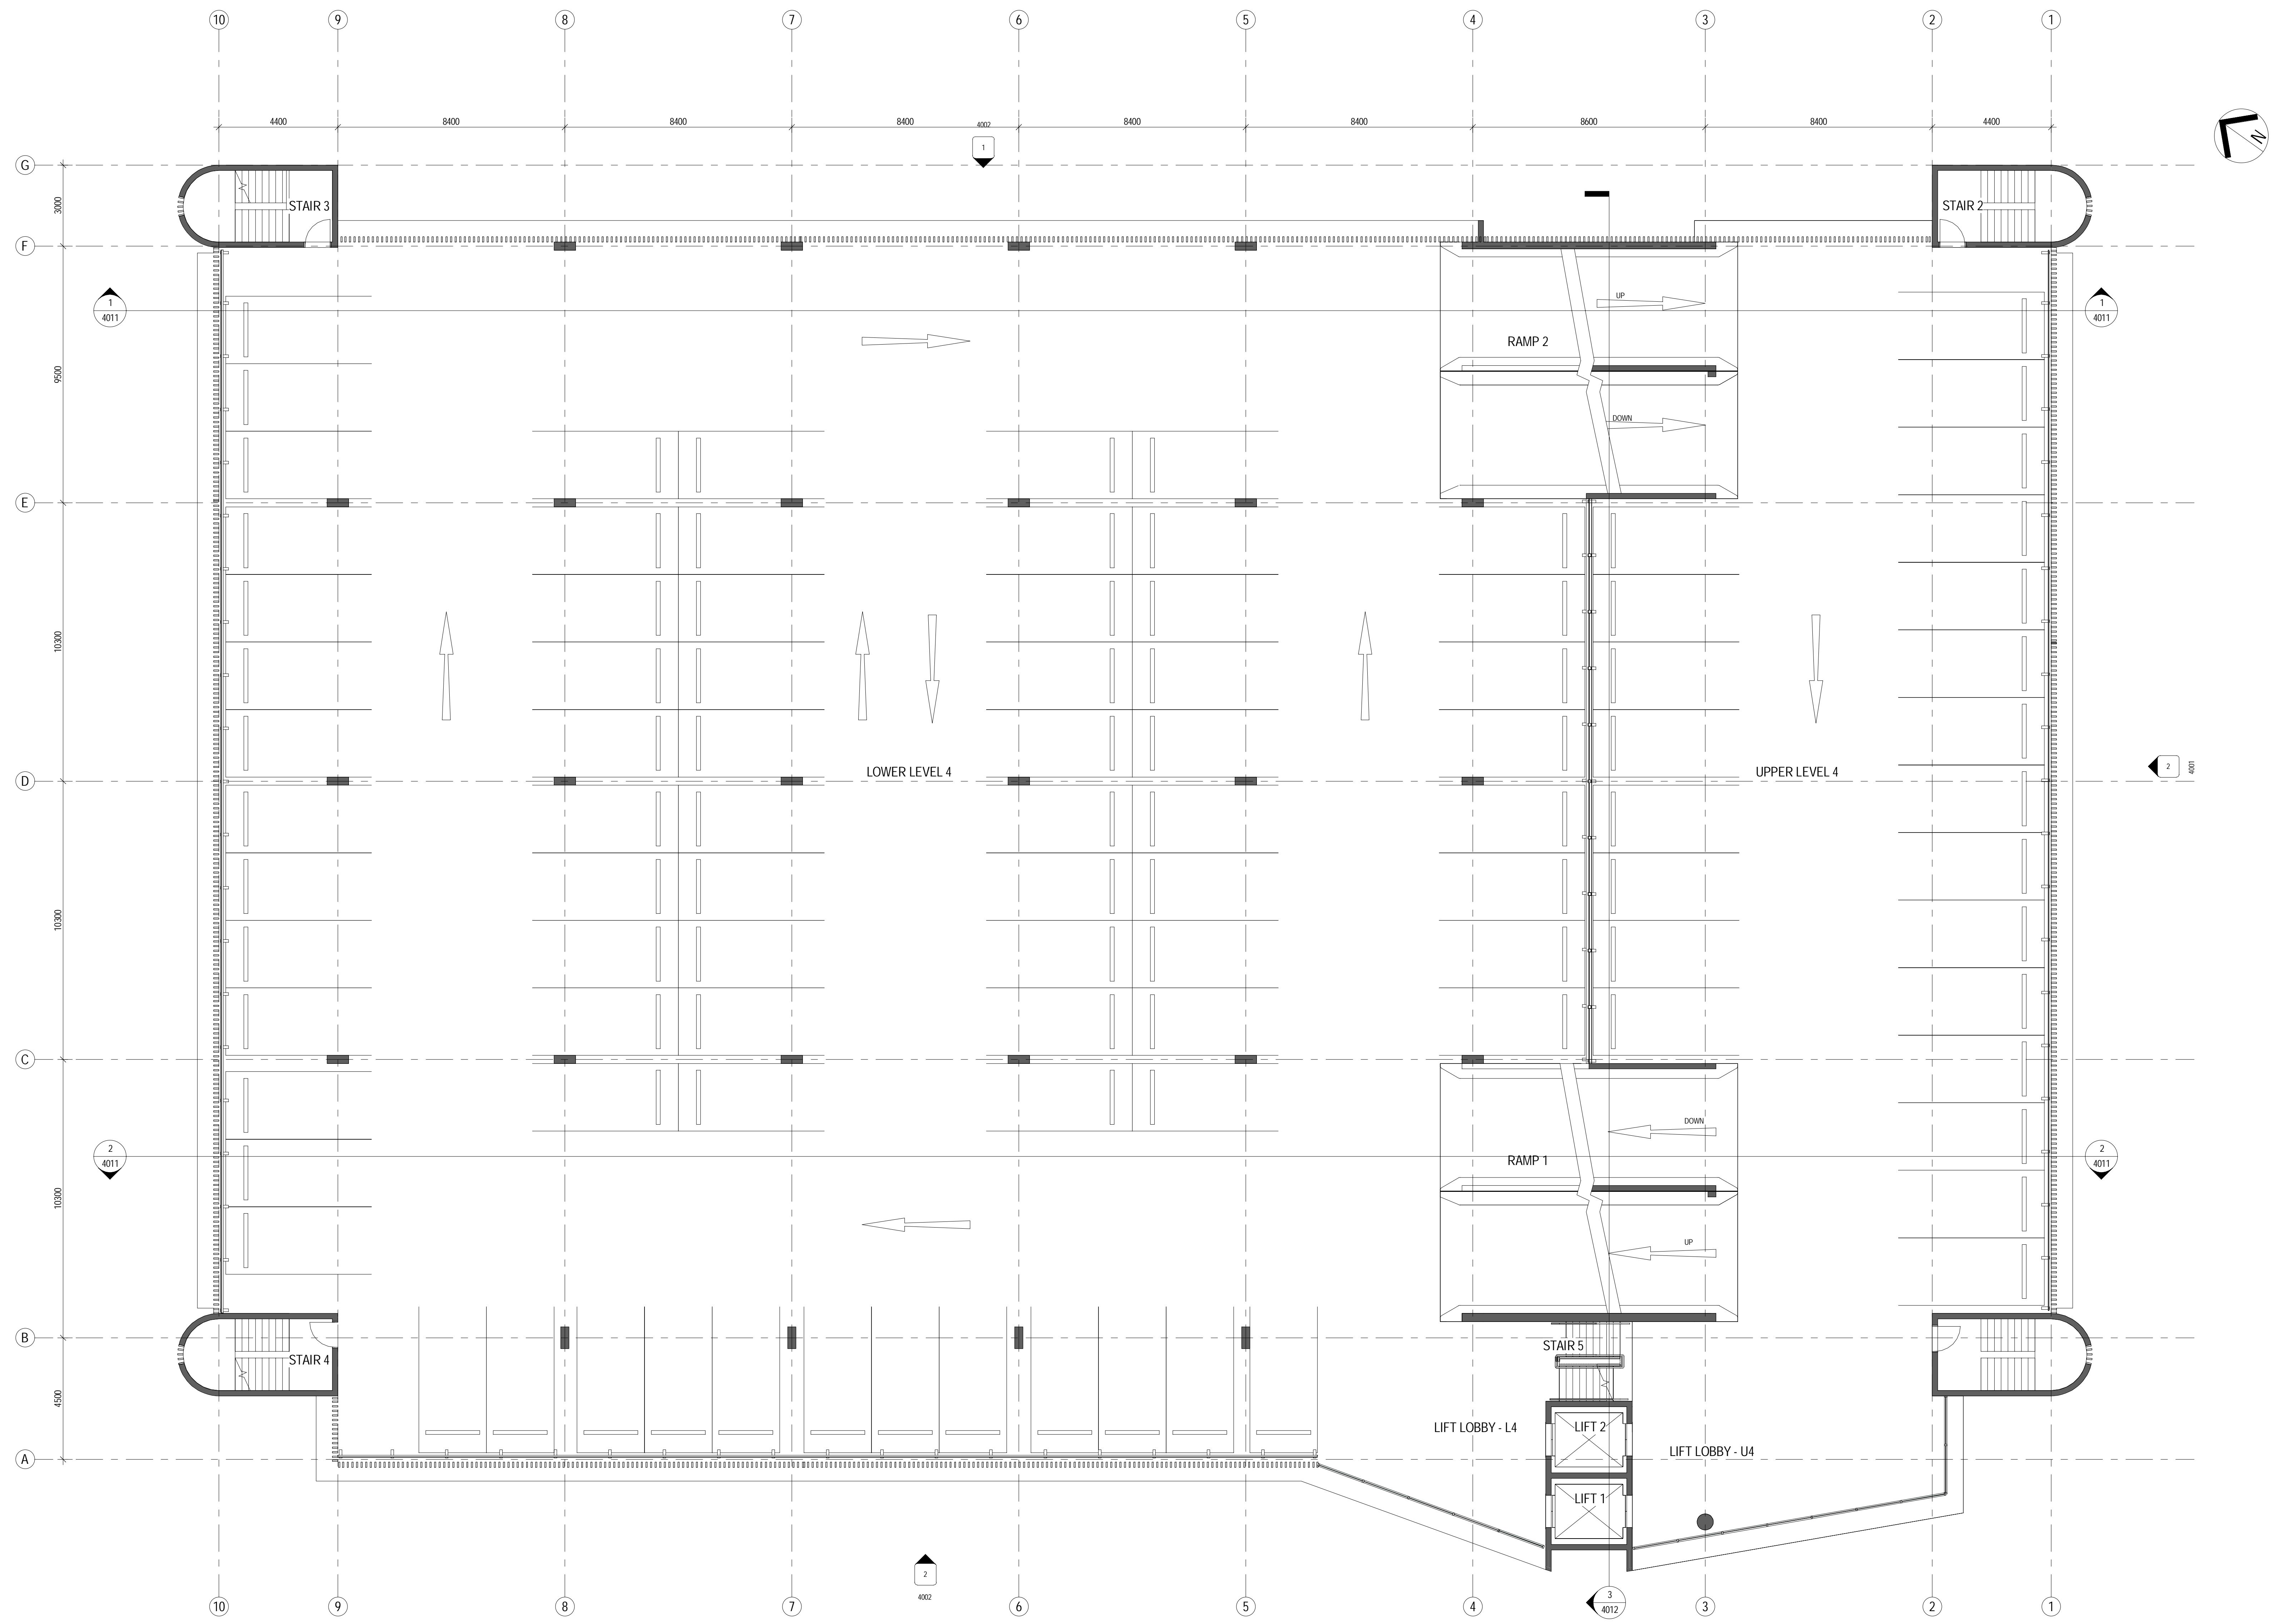 10 9 8 7 6 5 4 3 2 1
4400 8400 8400 8400 8400 8400 8600 8400 4400
4002
1
N
G
3000
STAIR 3
STAIR 2
F
1
4011
UP
1
4011
RAMP 2
9500
DOWN
E
10300
LOWER LEVEL 4
UPPER LEVEL 4
2
4001
D
10300
C
DOWN
2
4011
RAMP 1
2
4011
10300
UP
B
STAIR 4
STAIR 5
4500
LIFT LOBBY - L4
LIFT 2
LIFT LOBBY - U4
A
LIFT 1
2
4002
3
4012
10 9 8 7 6 5 4 3 2 1